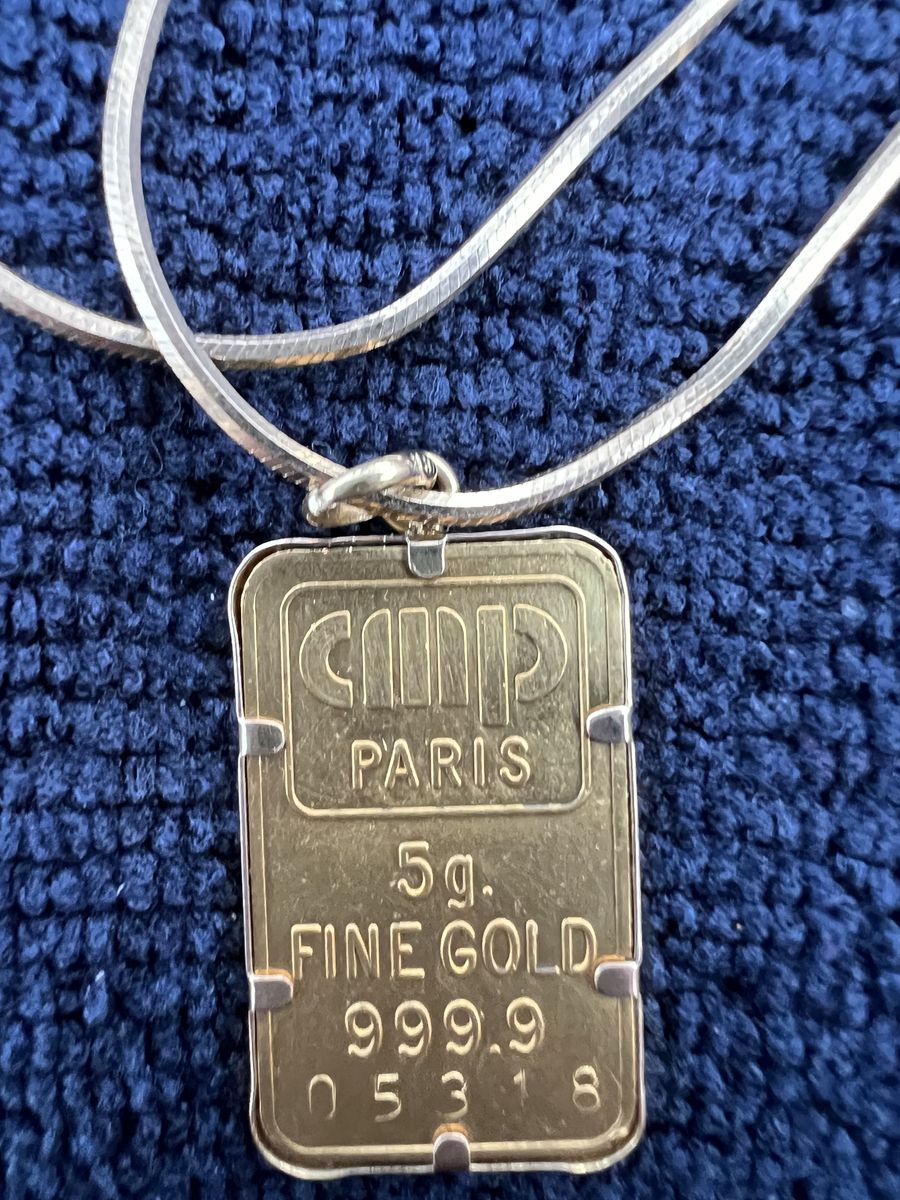 cmp
PARIS
5g.
FINE GOLD
999.9
05318